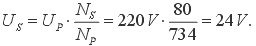 U_S = U_P · N_S/N_P = 220 V · 80/734 = 24 V.